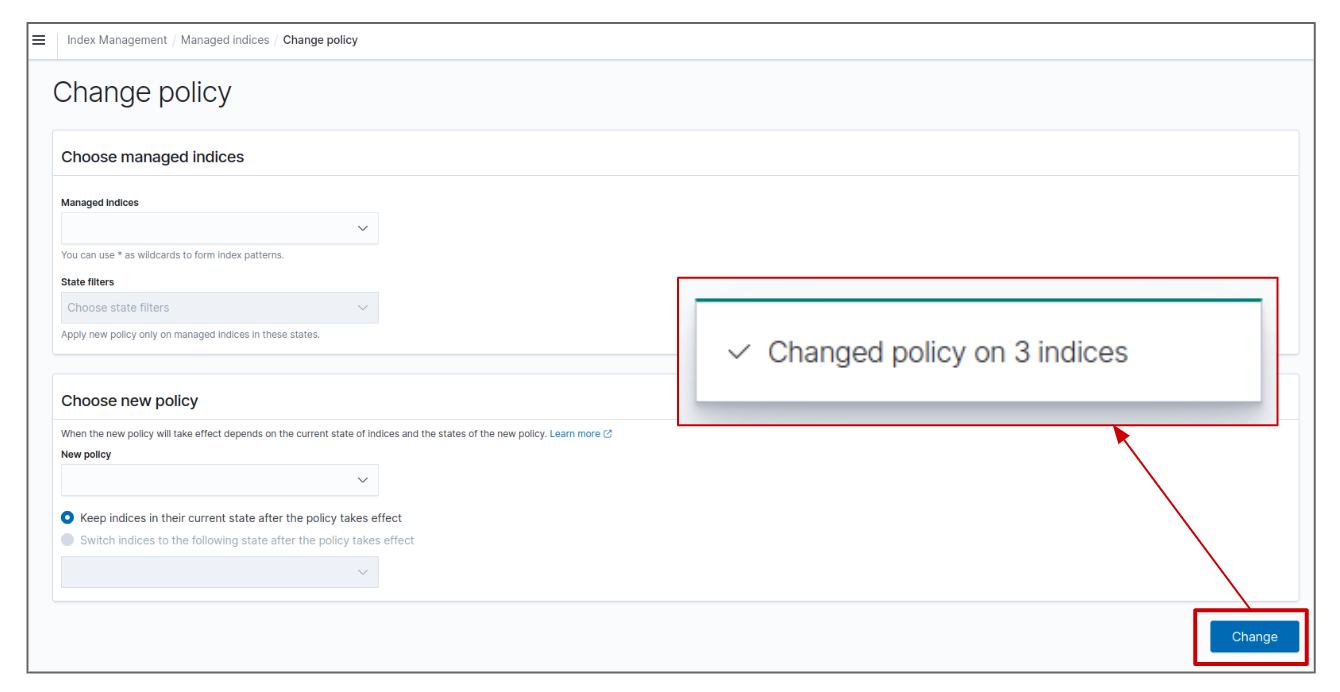 Index Management / Managed indices / Change policy
Change policy
Choose managed indices
Managed indices
You can use * as wildcards to form index patterns.
State filters
Choose state filters
Apply new policy only on managed indices in these states.
Changed policy on 3 indices
Choose new policy
When the new policy will take effect depends on the current state of indices and the states of the new policy. Learn more
New policy
Keep indices in their current state after the policy takes effect
Switch indices to the following state after the policy takes effect
Change